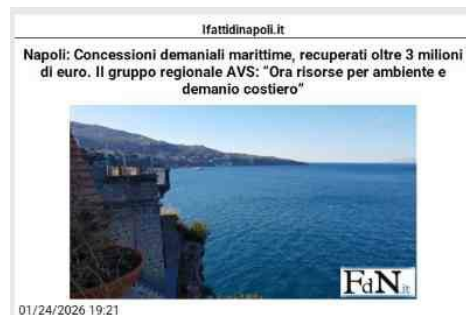 Ifattidinapoli.it
Napoli: Concessioni demaniali marittime, recuperati oltre 3 milioni
di euro. Il gruppo regionale AVS: “Ora risorse per ambiente e
demanio costiero”
FdN.it
01/24/2026 19:21